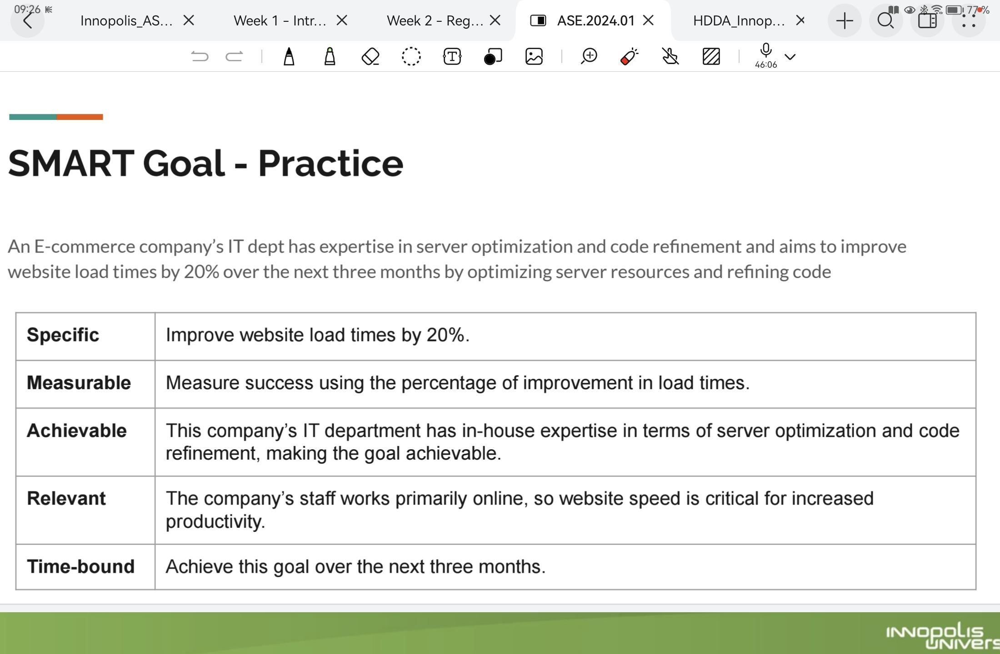 09:26
77%
Innopolis_AS...
Week 1 - Intr...
Week 2 - Reg...
ASE.2024.01
HDDA_Innop...
46:06
SMART Goal - Practice
An E-commerce company's IT dept has expertise in server optimization and code refinement and aims to improve
website load times by 20% over the next three months by optimizing server resources and refining code
Specific
Improve website load times by 20%.
Measurable
Measure success using the percentage of improvement in load times.
Achievable
This company's IT department has in-house expertise in terms of server optimization and code
refinement, making the goal achievable.
Relevant
The company's staff works primarily online, so website speed is critical for increased
productivity.
Time-bound
Achieve this goal over the next three months.
INNOPOLIS
UNIVERS